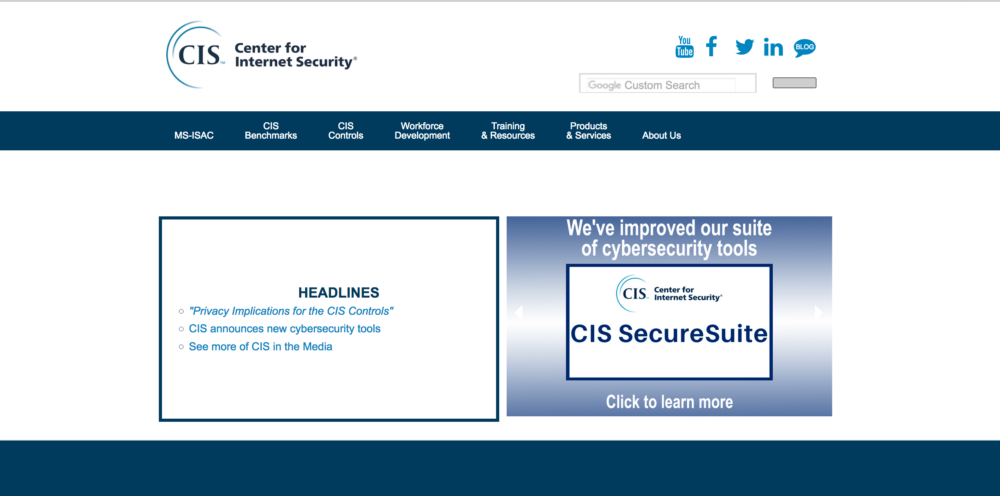 CIS™
Center for
Internet Security®
You
Tube
f
in
BLOG
Google Custom Search
MS-ISAC
CIS
Benchmarks
CIS
Controls
Workforce
Development
Training
& Resources
Products
& Services
About Us
HEADLINES
"Privacy Implications for the CIS Controls"
CIS announces new cybersecurity tools
See more of CIS in the Media
We've improved our suite
of cybersecurity tools
CIS™
Center for
Internet Security®
CIS SecureSuite
Click to learn more